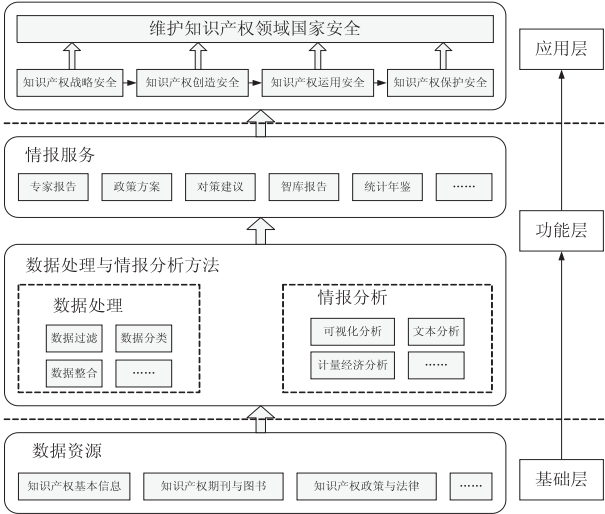 维护知识产权领域国家安全
知识产权战略安全
知识产权创造安全
知识产权运用安全
知识产权保护安全
应用层
情报服务
专家报告
政策方案
对策建议
智库报告
统计年鉴
……
功能层
数据处理与情报分析方法
数据处理
数据过滤
数据分类
数据整合
……
情报分析
可视化分析
文本分析
计量经济分析
……
数据资源
知识产权基本信息
知识产权期刊与图书
知识产权政策与法律
……
基础层